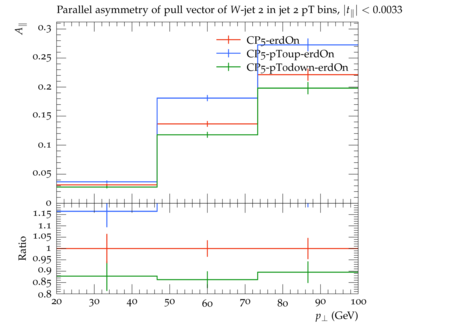 Parallel asymmetry of pull vector of W-jet 2 in jet 2 pT bins, |t∥| < 0.0033
A∥
0.3
0.25
0.2
0.15
0.1
0.05
0
CP5-erdOn
CP5-pToup-erdOn
CP5-pTodown-erdOn
Ratio
1.15
1.1
1.05
1
0.95
0.9
0.85
0.8
20 30 40 50 60 70 80 90 100
p⊥ (GeV)